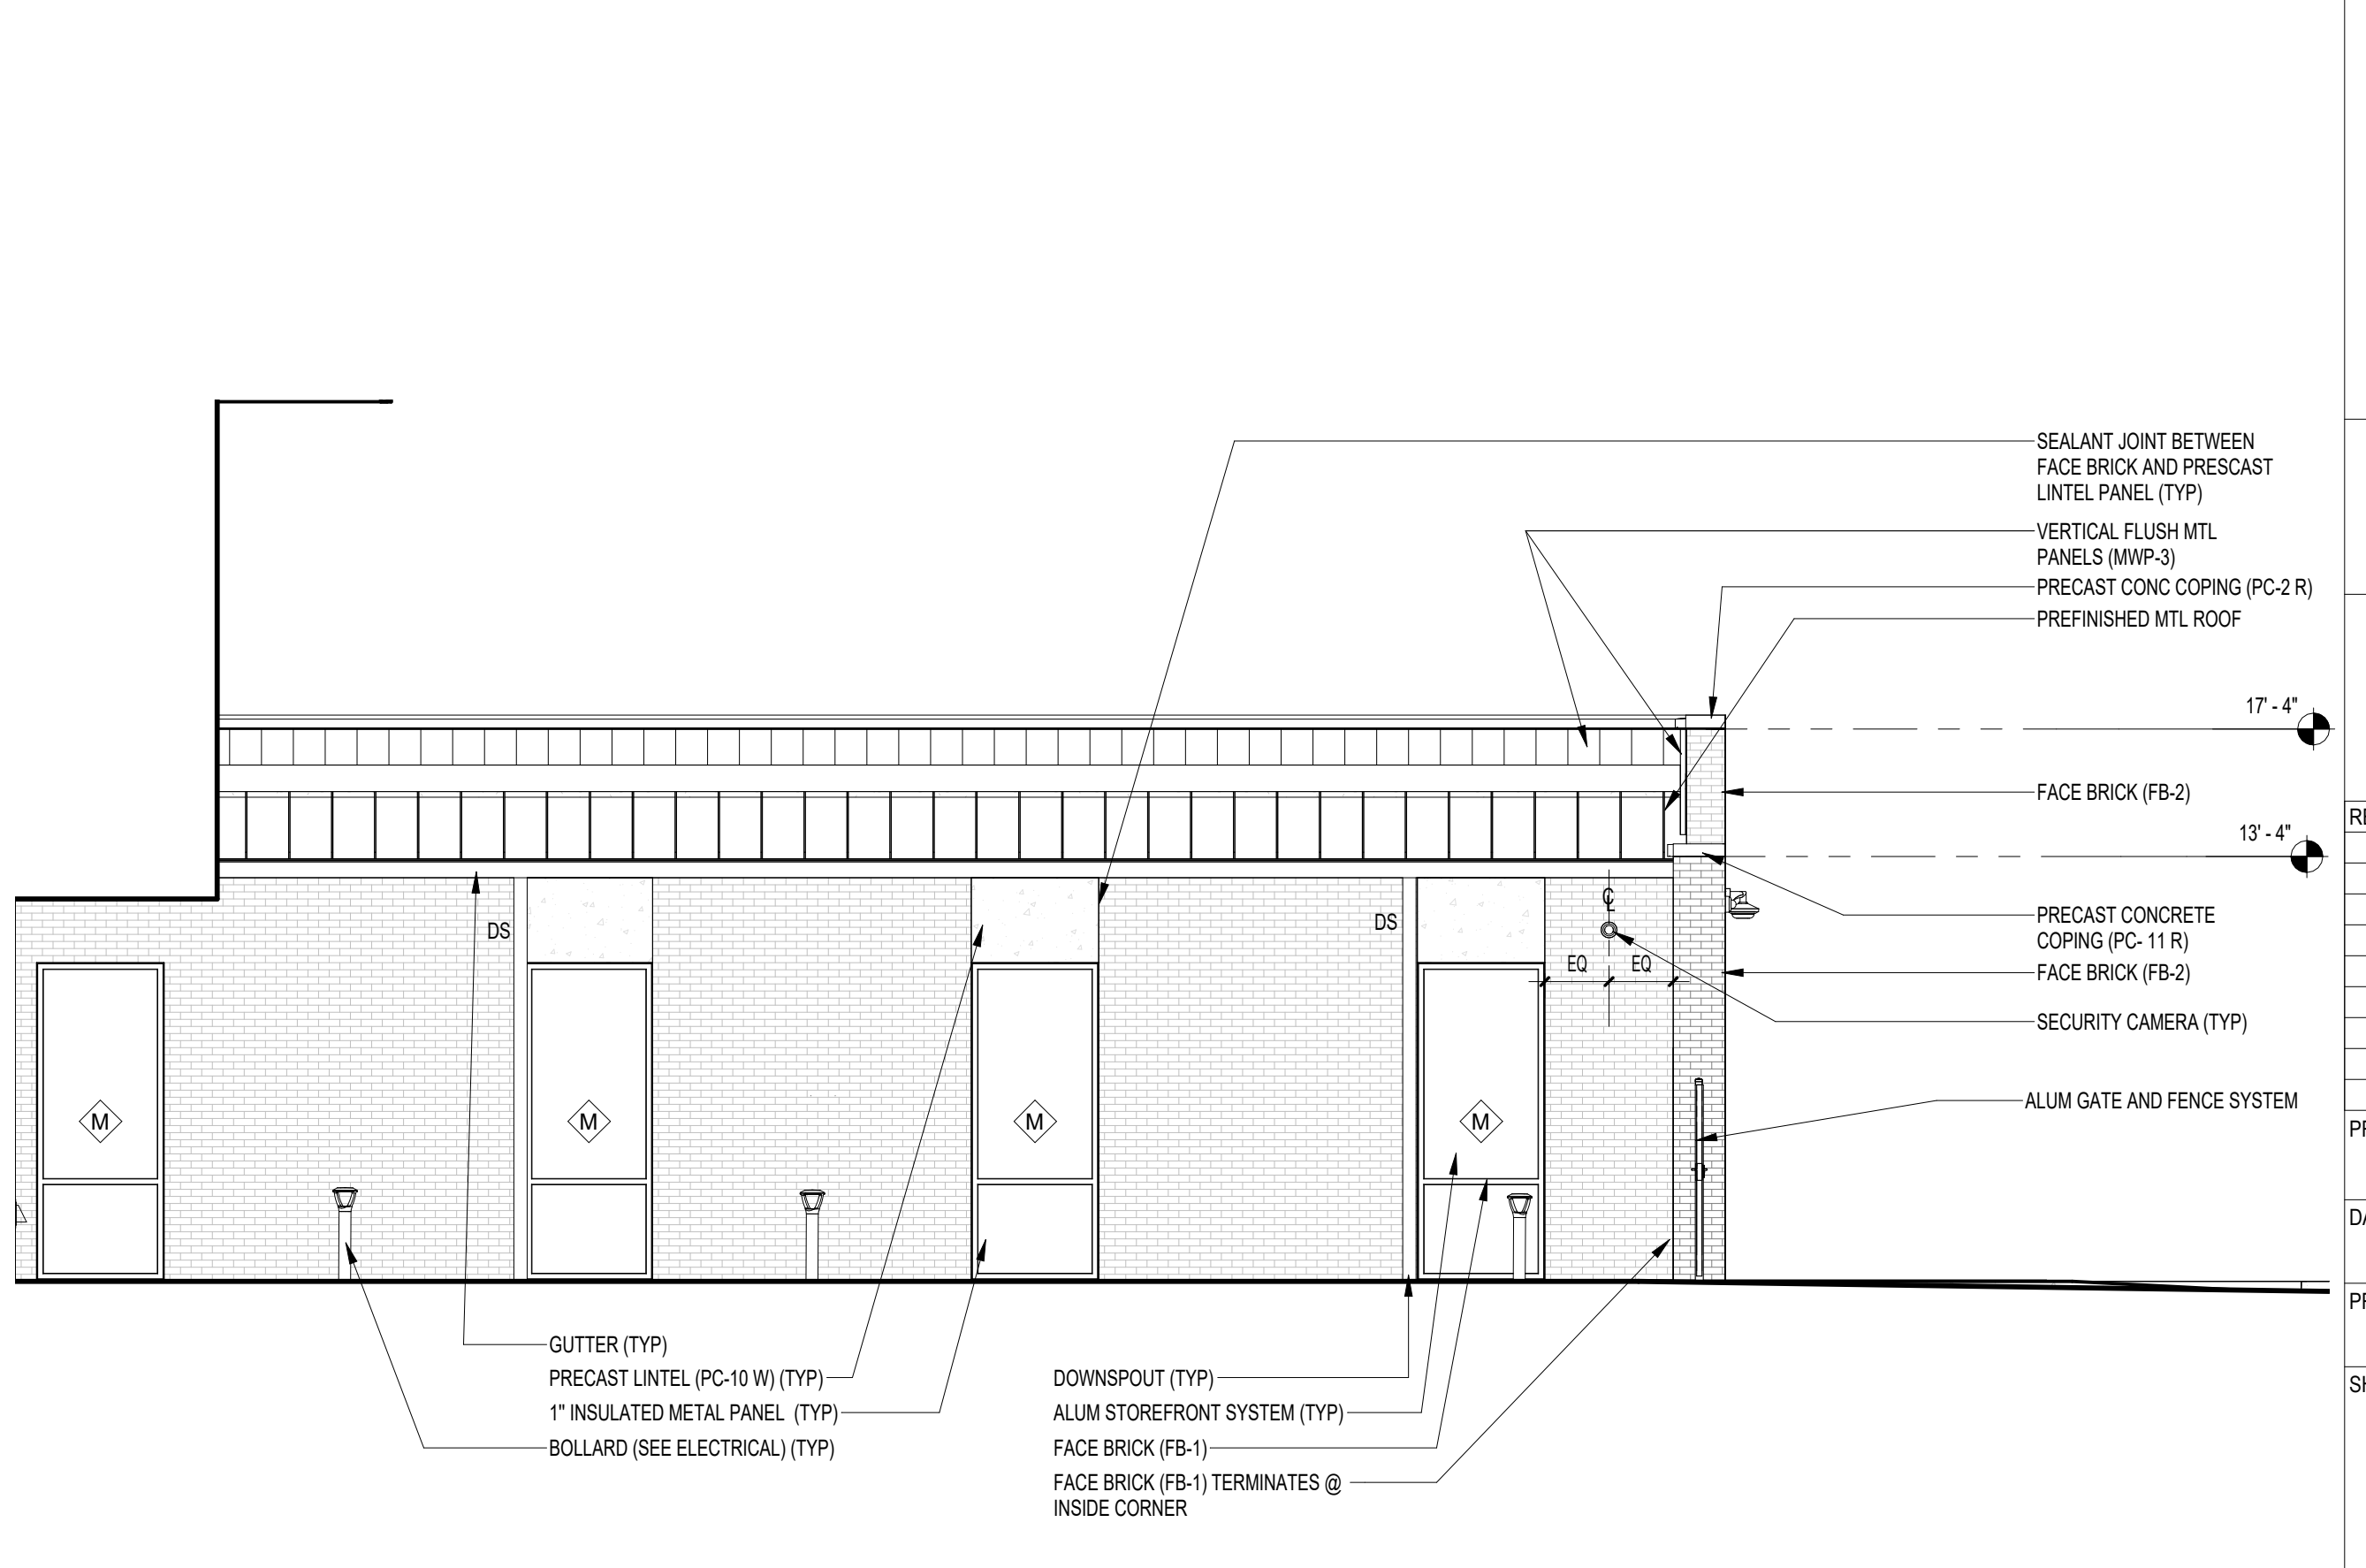 SEALANT JOINT BETWEEN
FACE BRICK AND PRESCAST
LINTEL PANEL (TYP)
VERTICAL FLUSH MTL
PANELS (MWP-3)
PRECAST CONC COPING (PC-2 R)
PREFINISHED MTL ROOF
17' - 4"
FACE BRICK (FB-2)
13' - 4"
PRECAST CONCRETE
COPING (PC- 11 R)
FACE BRICK (FB-2)
SECURITY CAMERA (TYP)
ALUM GATE AND FENCE SYSTEM
DS
DS
CL
EQ
EQ
M
M
M
M
GUTTER (TYP)
PRECAST LINTEL (PC-10 W) (TYP)
1" INSULATED METAL PANEL (TYP)
BOLLARD (SEE ELECTRICAL) (TYP)
DOWNSPOUT (TYP)
ALUM STOREFRONT SYSTEM (TYP)
FACE BRICK (FB-1)
FACE BRICK (FB-1) TERMINATES @
INSIDE CORNER